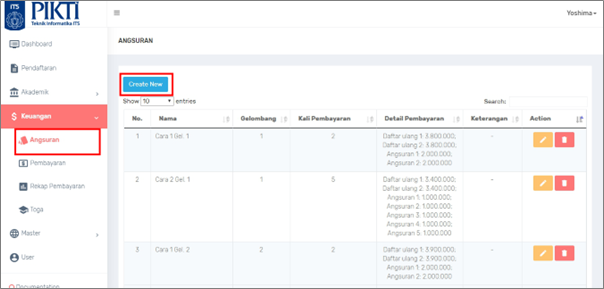 ITS
PIKTI
Teknik Informatika ITS
Yoshima
Dashboard
Pendaftaran
Akademik
Keuangan
Angsuran
Pembayaran
Rekap Pembayaran
Toga
Master
User
Documentation
ANGSURAN
Create New
Show 10 entries
Search:
No. Nama Gelombang Kali Pembayaran Detail Pembayaran Keterangan Action
1 Cara 1 Gel. 1 1 2 Daftar ulang 1: 3.800.000; -
Daftar ulang 2: 3.800.000;
Angsuran 1: 2.000.000;
Angsuran 2: 2.000.000
2 Cara 2 Gel. 1 1 5 Daftar ulang 1: 3.400.000; -
Daftar ulang 2: 3.400.000;
Angsuran 1: 1.000.000;
Angsuran 2: 1.000.000;
Angsuran 3: 1.000.000;
Angsuran 4: 1.000.000;
Angsuran 5: 1.000.000
3 Cara 1 Gel. 2 2 2 Daftar ulang 1: 3.900.000; -
Daftar ulang 2: 3.900.000;
Angsuran 1: 2.000.000;
Angsuran 2: 2.000.000